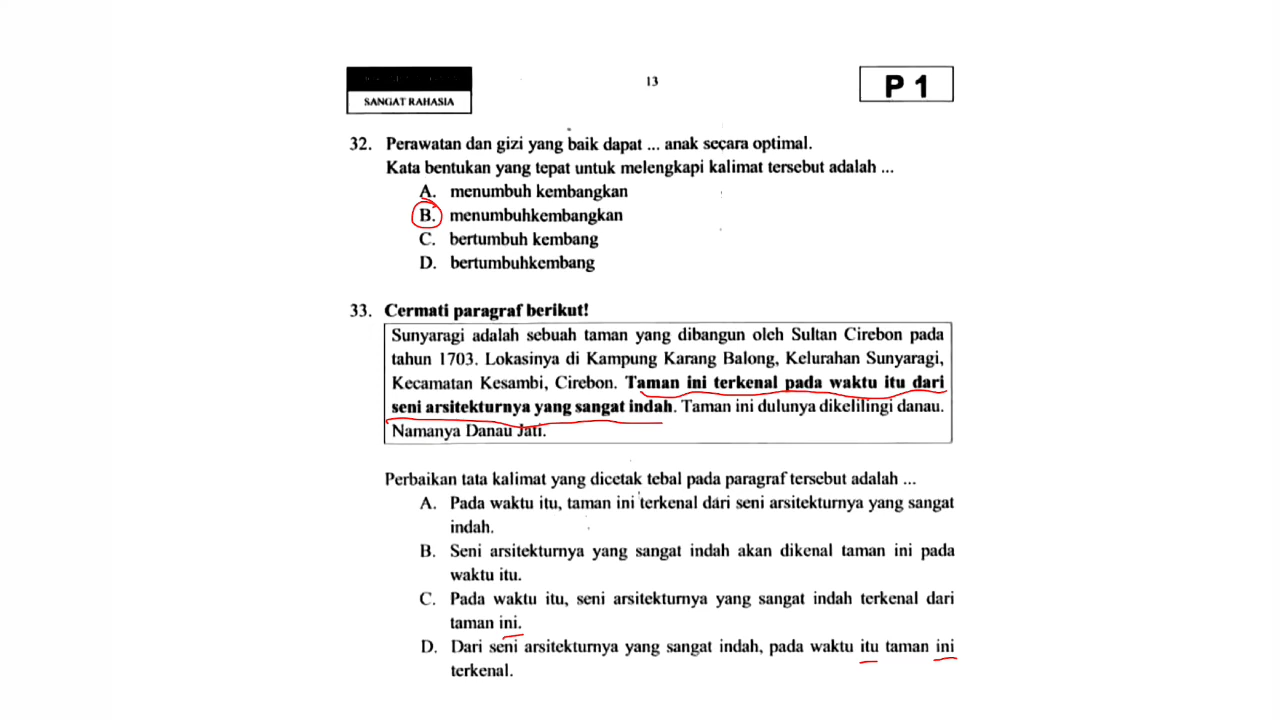 SANGAT RAHASIA
13
P 1
32. Perawatan dan gizi yang baik dapat ... anak secara optimal.
Kata bentukan yang tepat untuk melengkapi kalimat tersebut adalah ...
A. menumbuh kembangkan
B. menumbuhkembangkan
C. bertumbuh kembang
D. bertumbuhkembang
33. Cermati paragraf berikut!
Sunyaragi adalah sebuah taman yang dibangun oleh Sultan Cirebon pada
tahun 1703. Lokasinya di Kampung Karang Balong, Kelurahan Sunyaragi,
Kecamatan Kesambi, Cirebon. Taman ini terkenal pada waktu itu dari
seni arsitekturnya yang sangat indah. Taman ini dulunya dikelilingi danau.
Namanya Danau Jati.
Perbaikan tata kalimat yang dicetak tebal pada paragraf tersebut adalah ...
A. Pada waktu itu, taman ini terkenal dari seni arsitekturnya yang sangat
indah.
B. Seni arsitekturnya yang sangat indah akan dikenal taman ini pada
waktu itu.
C. Pada waktu itu, seni arsitekturnya yang sangat indah terkenal dari
taman ini.
D. Dari seni arsitekturnya yang sangat indah, pada waktu itu taman ini
terkenal.